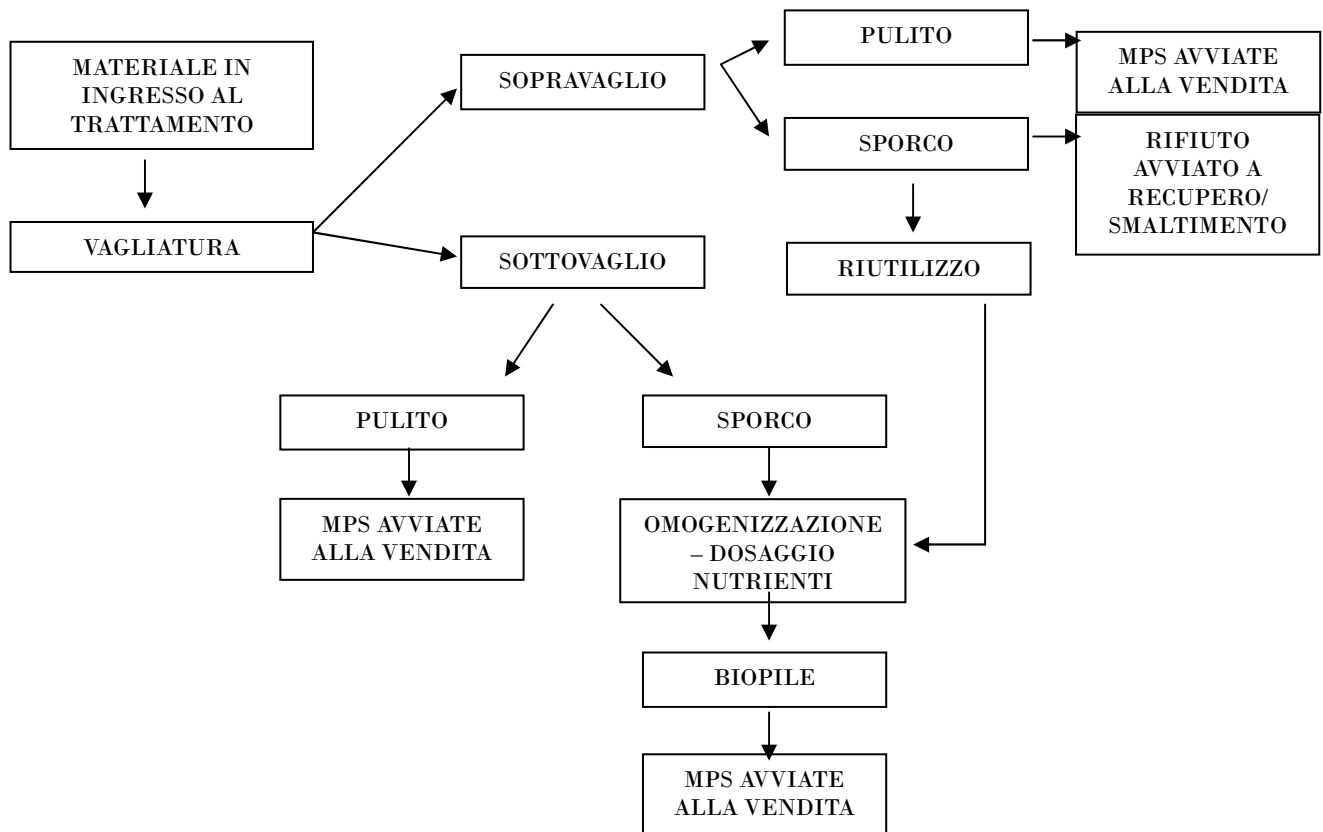 MATERIALE IN
INGRESSO AL
TRATTAMENTO
VAGLIATURA
SOPRAVAGLIO
SOTTOVAGLIO
PULITO
MPS AVVIATE
ALLA VENDITA
SPORCO
RIFIUTO
AVVIATO A
RECUPERO/
SMALTIMENTO
RIUTILIZZO
PULITO
MPS AVVIATE
ALLA VENDITA
SPORCO
OMOGENIZZAZIONE
– DOSAGGIO
NUTRIENTI
BIOPILE
MPS AVVIATE
ALLA VENDITA